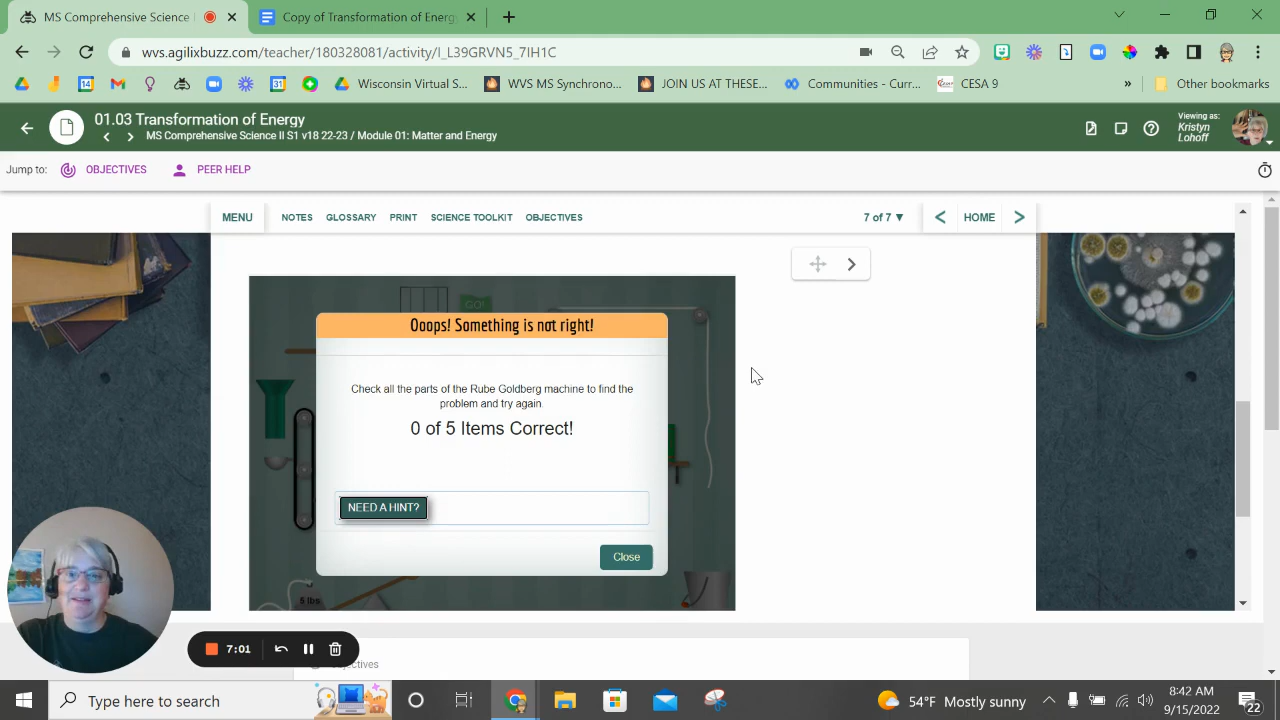 MS Comprehensive Science
Copy of Transformation of Energ
wvs.agilixbuzz.com/teacher/180328081/activity/I_L39GRVN5_7IH1C
Wisconsin Virtual S...
WVS MS Synchrono...
JOIN US AT THESE...
Communities - Curr...
CESA 9
»
Other bookmarks
01.03 Transformation of Energy
MS Comprehensive Science II S1 v18 22-23 / Module 01: Matter and Energy
Viewing as:
Kristyn
Lohoff
Jump to:
OBJECTIVES
PEER HELP
MENU
NOTES
GLOSSARY
PRINT
SCIENCE TOOLKIT
OBJECTIVES
7 of 7
HOME
GO!
Ooops! Something is not right!
Check all the parts of the Rube Goldberg machine to find the
problem and try again.
0 of 5 Items Correct!
NEED A HINT?
Close
6 lbs
7:01
Type here to search
54°F Mostly sunny
8:42 AM
9/15/2022
22